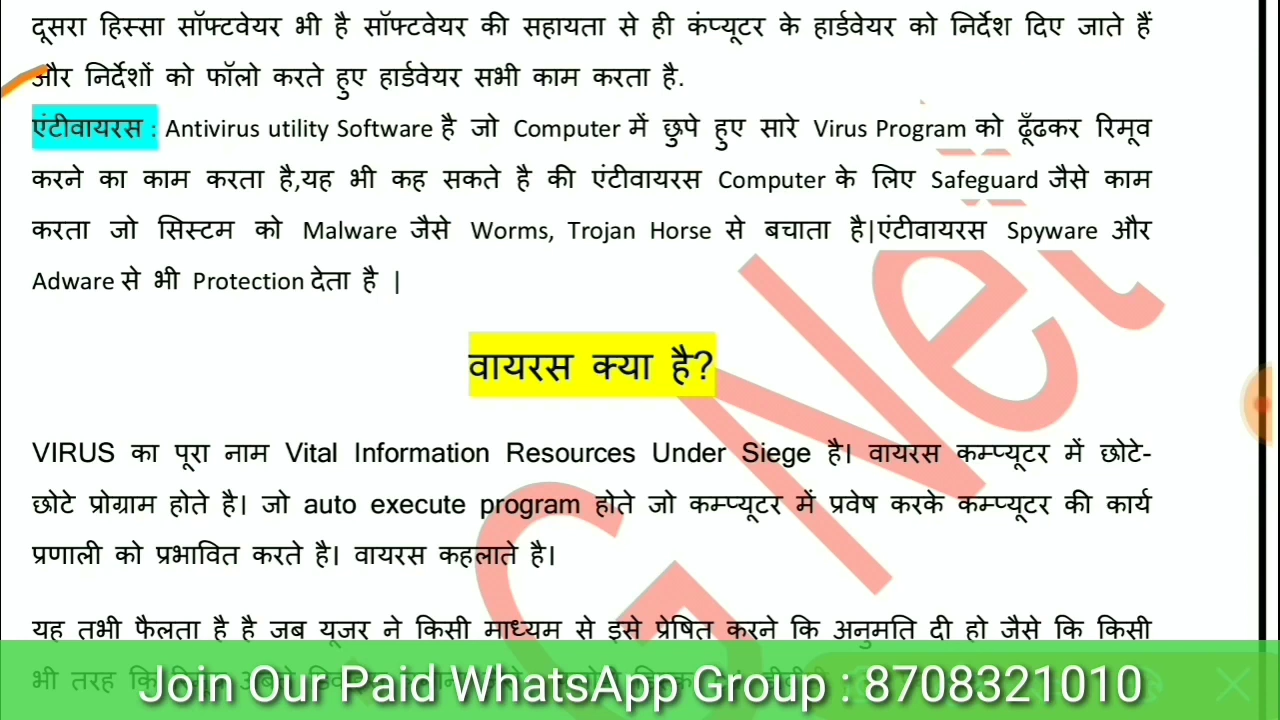 दूसरा हिस्सा सॉफ्टवेयर भी है सॉफ्टवेयर की सहायता से ही कंप्यूटर के हार्डवेयर को निर्देश दिए जाते हैं
और निर्देशों को फॉलो करते हुए हार्डवेयर सभी काम करता है.
एंटीवायरस : Antivirus utility Software है जो Computer में छुपे हुए सारे Virus Program को ढूँढकर रिमूव
करने का काम करता है,यह भी कह सकते है की एंटीवायरस Computer के लिए Safeguard जैसे काम
करता जो सिस्टम को Malware जैसे Worms, Trojan Horse से बचाता है|एंटीवायरस Spyware और
Adware से भी Protection देता है |
G Net
वायरस क्या है?
VIRUS का पूरा नाम Vital Information Resources Under Siege है। वायरस कम्प्यूटर में छोटे-
छोटे प्रोग्राम होते है। जो auto execute program होते जो कम्प्यूटर में प्रवेष करके कम्प्यूटर की कार्य
प्रणाली को प्रभावित करते है। वायरस कहलाते है।
यह तभी फैलता है है जब यूजर ने किसी माध्यम से इसे प्रेषित करने कि अनुमति दी हो जैसे कि किसी
भी तरह कि
Join Our Paid WhatsApp Group : 8708321010